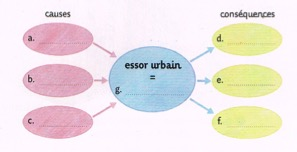 causes
conséquences
a.
d.
essor urbain
=
b.
e.
g.
c.
f.